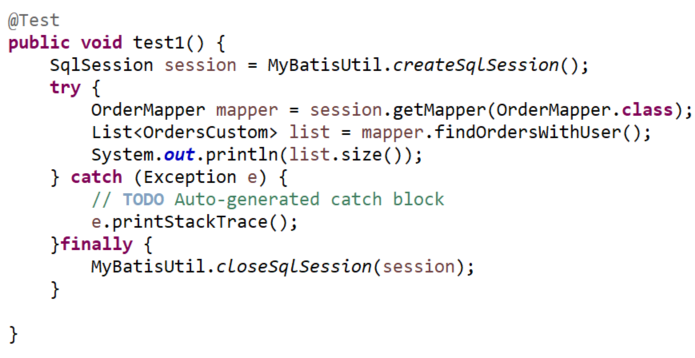 @Test
public void test1() {
    SqlSession session = MyBatisUtil.createSqlSession();
    try {
        OrderMapper mapper = session.getMapper(OrderMapper.class);
        List<OrdersCustom> list = mapper.findOrdersWithUser();
        System.out.println(list.size());
    } catch (Exception e) {
        // TODO Auto-generated catch block
        e.printStackTrace();
    }finally {
        MyBatisUtil.closeSqlSession(session);
    }
}